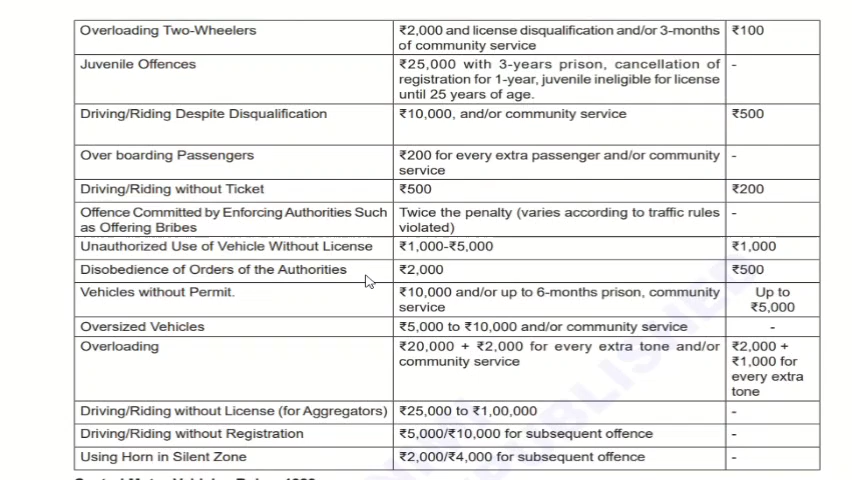 Overloading Two-Wheelers ₹2,000 and license disqualification and/or 3-months ₹100
of community service
Juvenile Offences ₹25,000 with 3-years prison, cancellation of -
registration for 1-year, juvenile ineligible for license
until 25 years of age.
Driving/Riding Despite Disqualification ₹10,000, and/or community service ₹500
Over boarding Passengers ₹200 for every extra passenger and/or community -
service
Driving/Riding without Ticket ₹500 ₹200
Offence Committed by Enforcing Authorities Such Twice the penalty (varies according to traffic rules -
as Offering Bribes violated)
Unauthorized Use of Vehicle Without License ₹1,000-₹5,000 ₹1,000
Disobedience of Orders of the Authorities ₹2,000 ₹500
Vehicles without Permit. ₹10,000 and/or up to 6-months prison, community Up to
service ₹5,000
Oversized Vehicles ₹5,000 to ₹10,000 and/or community service -
Overloading ₹20,000 + ₹2,000 for every extra tone and/or ₹2,000 +
community service ₹1,000 for
every extra
tone
Driving/Riding without License (for Aggregators) ₹25,000 to ₹1,00,000 -
Driving/Riding without Registration ₹5,000/₹10,000 for subsequent offence -
Using Horn in Silent Zone ₹2,000/₹4,000 for subsequent offence -